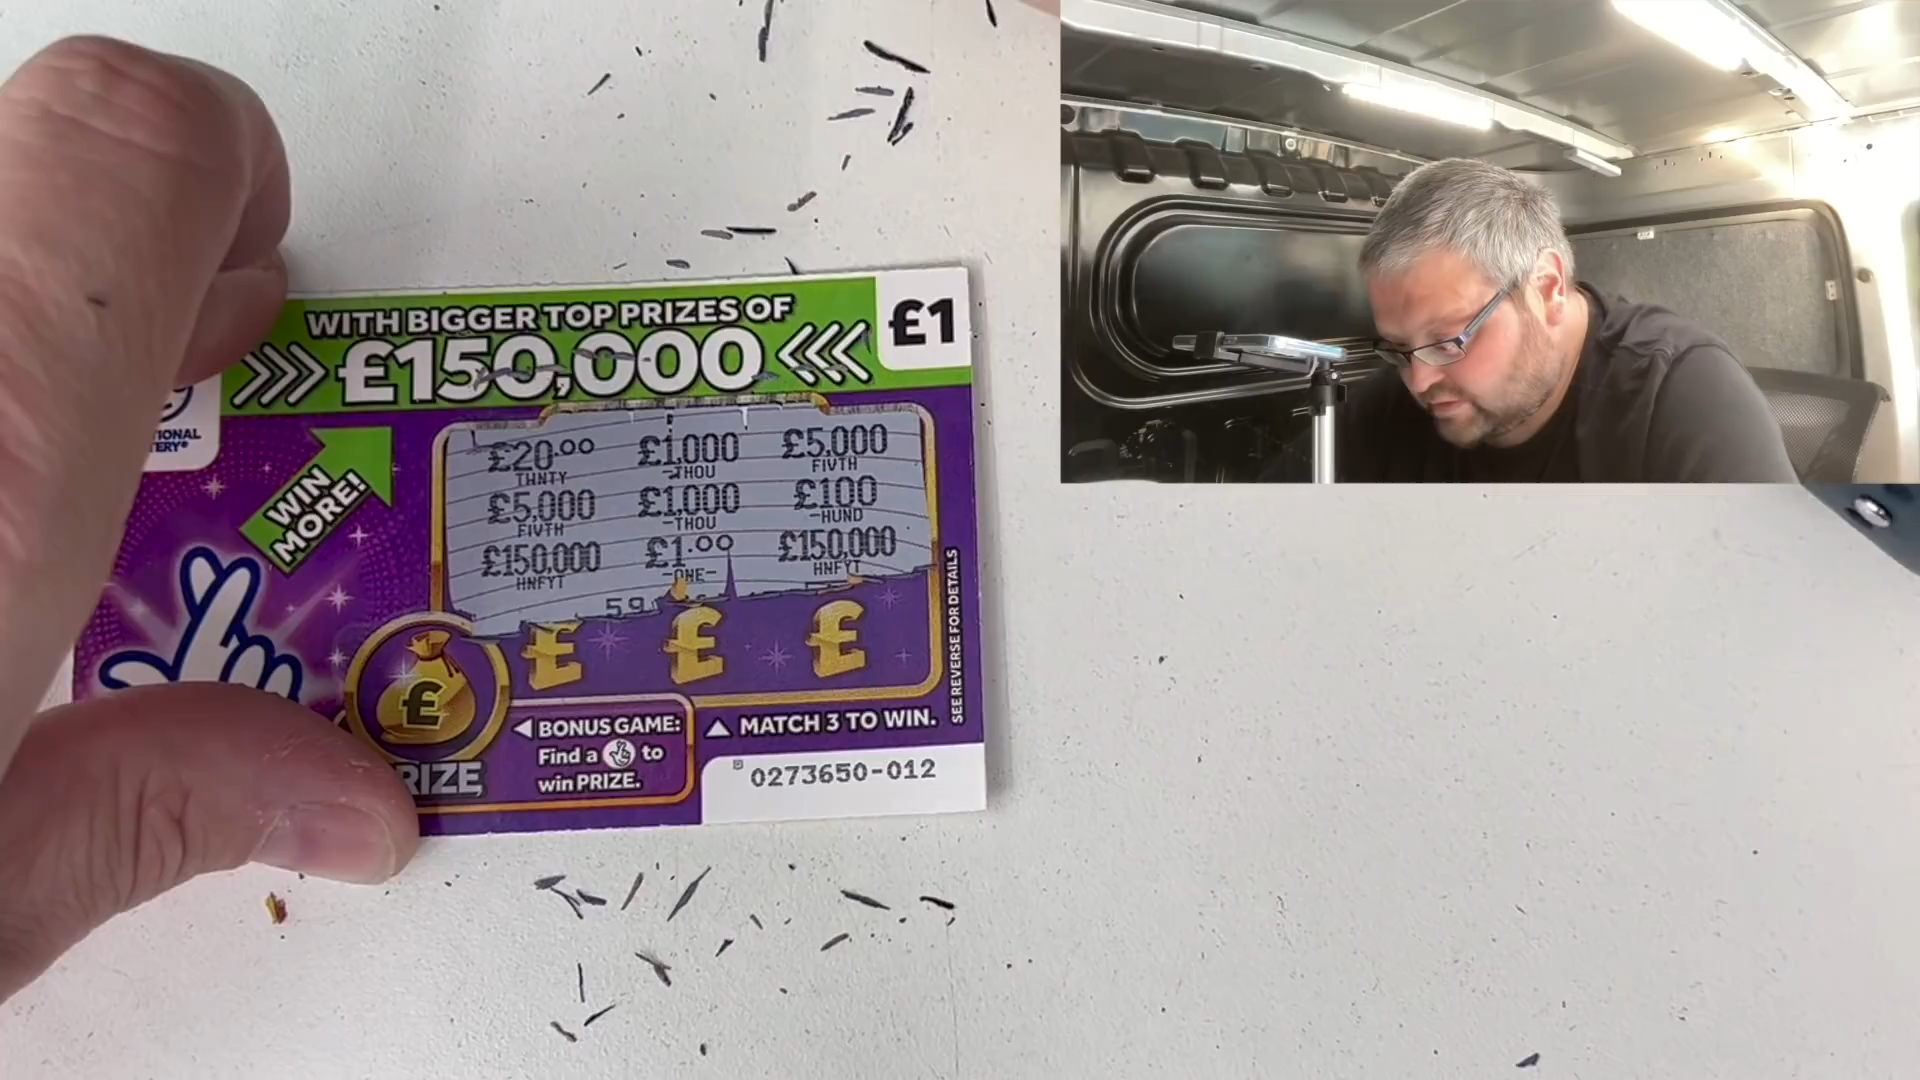 WITH BIGGER TOP PRIZES OF
£150,000
£1
WIN
MORE!
£20.00 £1,000 £5,000
TWNTY -THOU FIVTH
£5,000 £1,000 £100
FIVTH -THOU -HUND
£150,000 £1.00 £150,000
HNFYT -ONE- HNFYT
59
£ £ £
£
BONUS GAME:
Find a to
win PRIZE.
MATCH 3 TO WIN.
SEE REVERSE FOR DETAILS
0273650-012